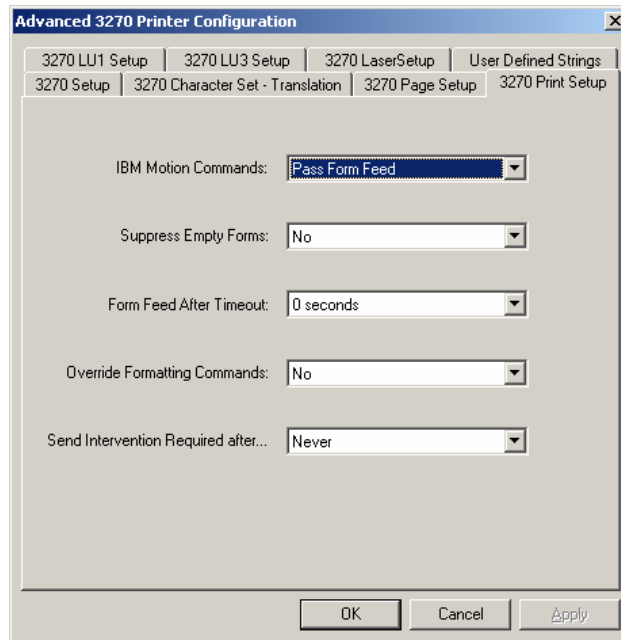 Advanced 3270 Printer Configuration
3270 LU1 Setup 3270 LU3 Setup 3270 LaserSetup User Defined Strings
3270 Setup 3270 Character Set - Translation 3270 Page Setup 3270 Print Setup
IBM Motion Commands: Pass Form Feed
Suppress Empty Forms: No
Form Feed After Timeout: 0 seconds
Override Formatting Commands: No
Send Intervention Required after... Never
OK Cancel Apply